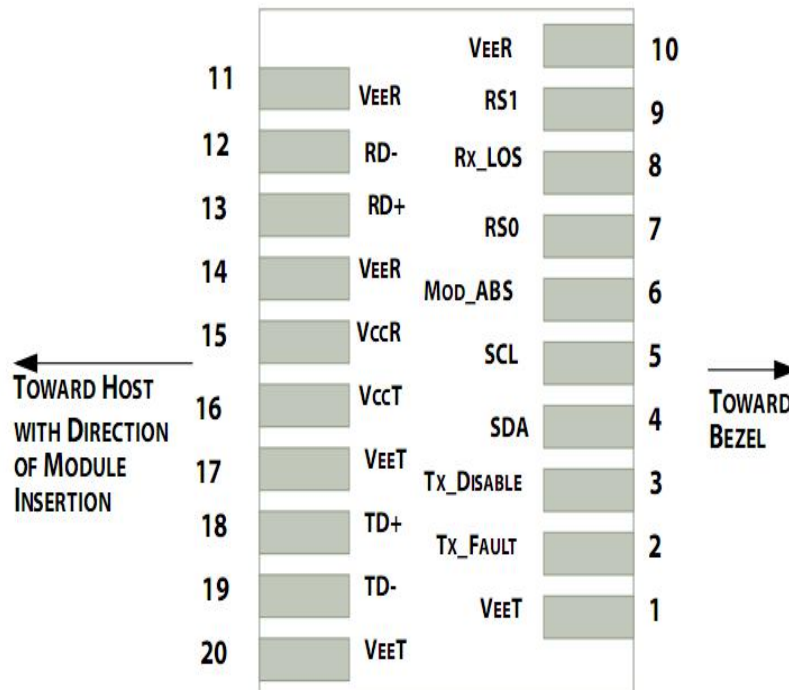 11
VEER
12
RD-
13
RD+
14
VEER
15
VCCR
16
VCCT
17
VEET
18
TD+
19
TD-
20
VEET
VEER
10
RS1
9
RX_LOS
8
RS0
7
MOD_ABS
6
SCL
5
SDA
4
TX_DISABLE
3
TX_FAULT
2
VEET
1
TOWARD HOST
WITH DIRECTION
OF MODULE
INSERTION
TOWARD
BEZEL